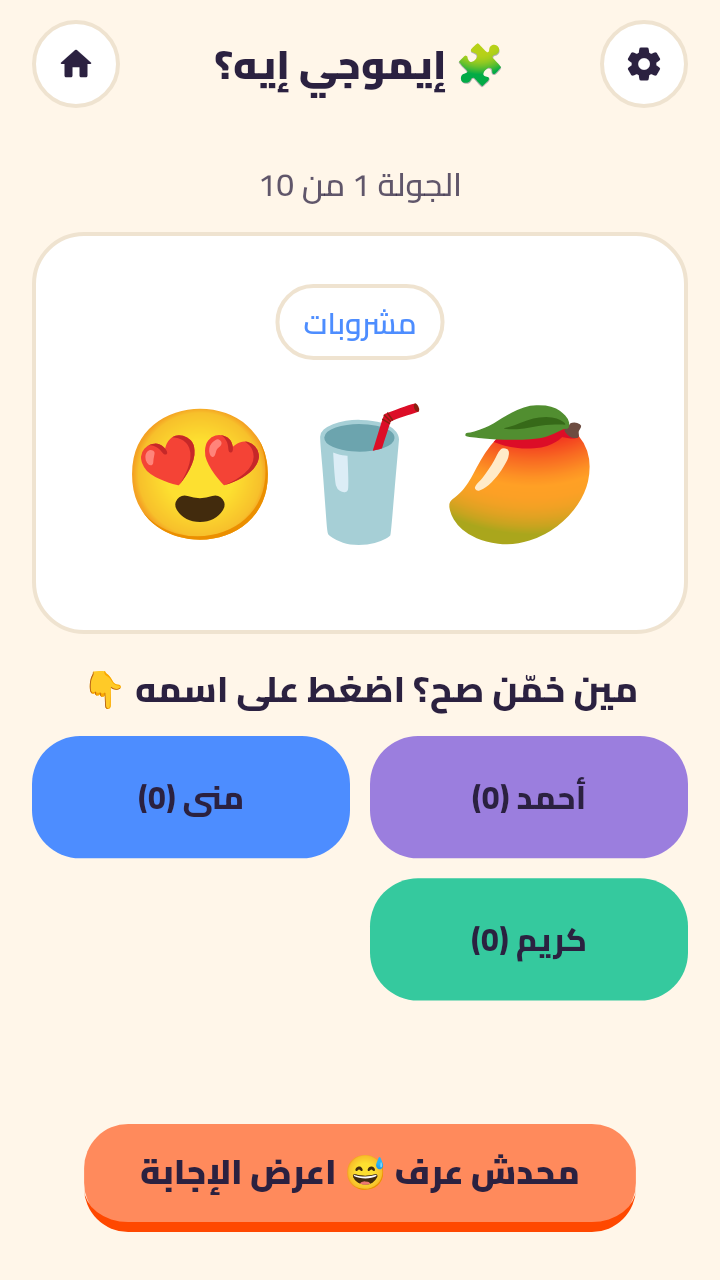 🧩 إيموجي إيه؟
الجولة 1 من 10
مشروبات
🥭 🥤 😍
مين خمّن صح؟ اضغط على اسمه 👇
أحمد (0)
منى (0)
كريم (0)
محدش عرف 😅 اعرض الإجابة